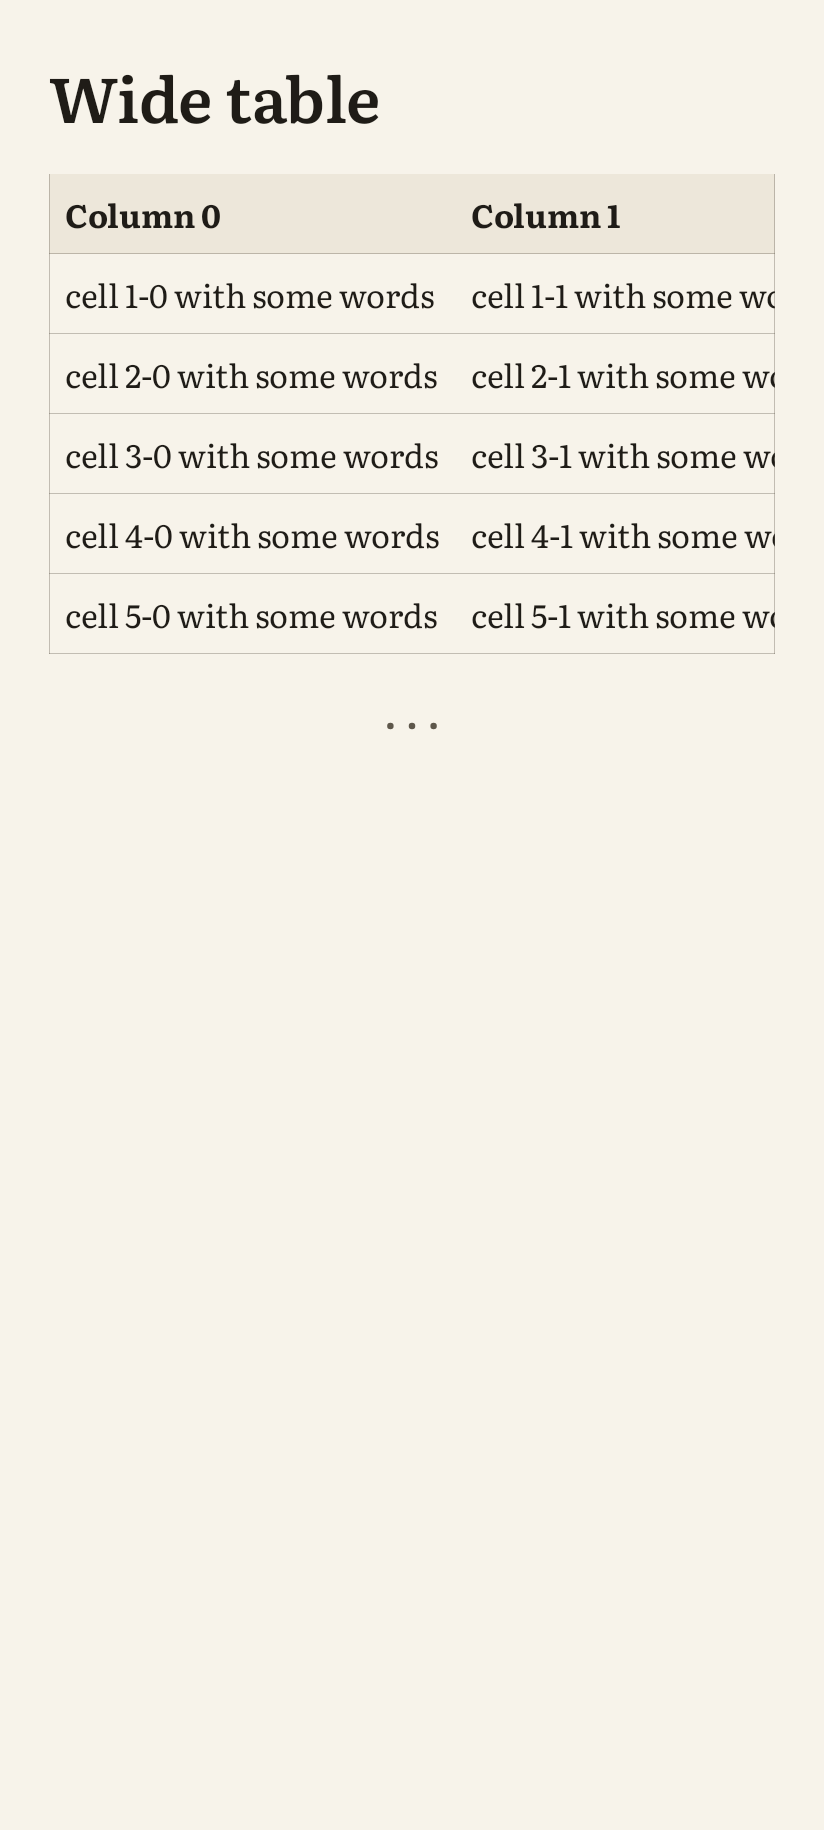 Wide table
Column 0 Column 1
cell 1-0 with some words cell 1-1 with some
cell 2-0 with some words cell 2-1 with some
cell 3-0 with some words cell 3-1 with some
cell 4-0 with some words cell 4-1 with some
cell 5-0 with some words cell 5-1 with some
• • •